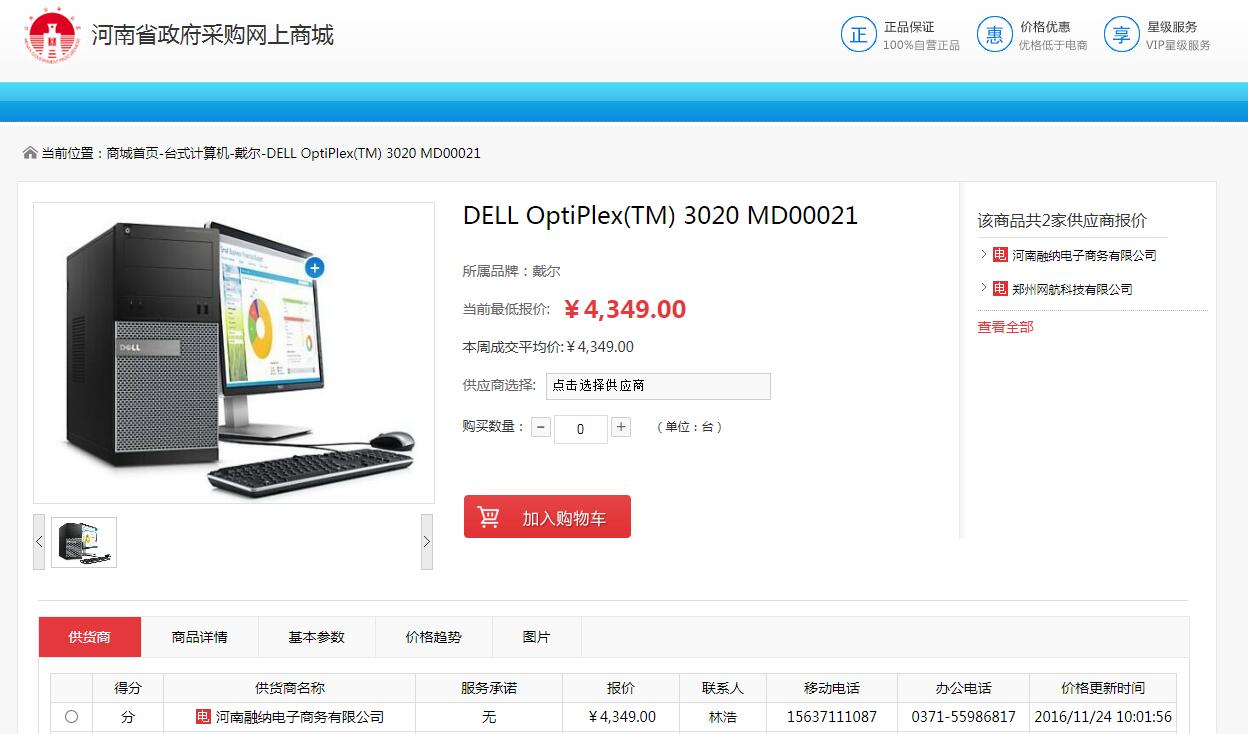 河南省政府采购网上商城
正 正品保证
100%自营正品
惠 价格优惠
优格低于电商
享 星级服务
VIP星级服务
当前位置：商城首页-台式计算机-戴尔-DELL OptiPlex(TM) 3020 MD00021
DELL
DELL OptiPlex(TM) 3020 MD00021
所属品牌：戴尔
当前最低报价: ¥4,349.00
本周成交平均价:¥4,349.00
供应商选择: 点击选择供应商
购买数量： － 0 + （单位：台）
加入购物车
该商品共2家供应商报价
电 河南融纳电子商务有限公司
电 郑州网航科技有限公司
查看全部
供货商 商品详情 基本参数 价格趋势 图片
得分 供货商名称 服务承诺 报价 联系人 移动电话 办公电话 价格更新时间
分 电 河南融纳电子商务有限公司 无 ¥4,349.00 林浩 15637111087 0371-55986817 2016/11/24 10:01:56